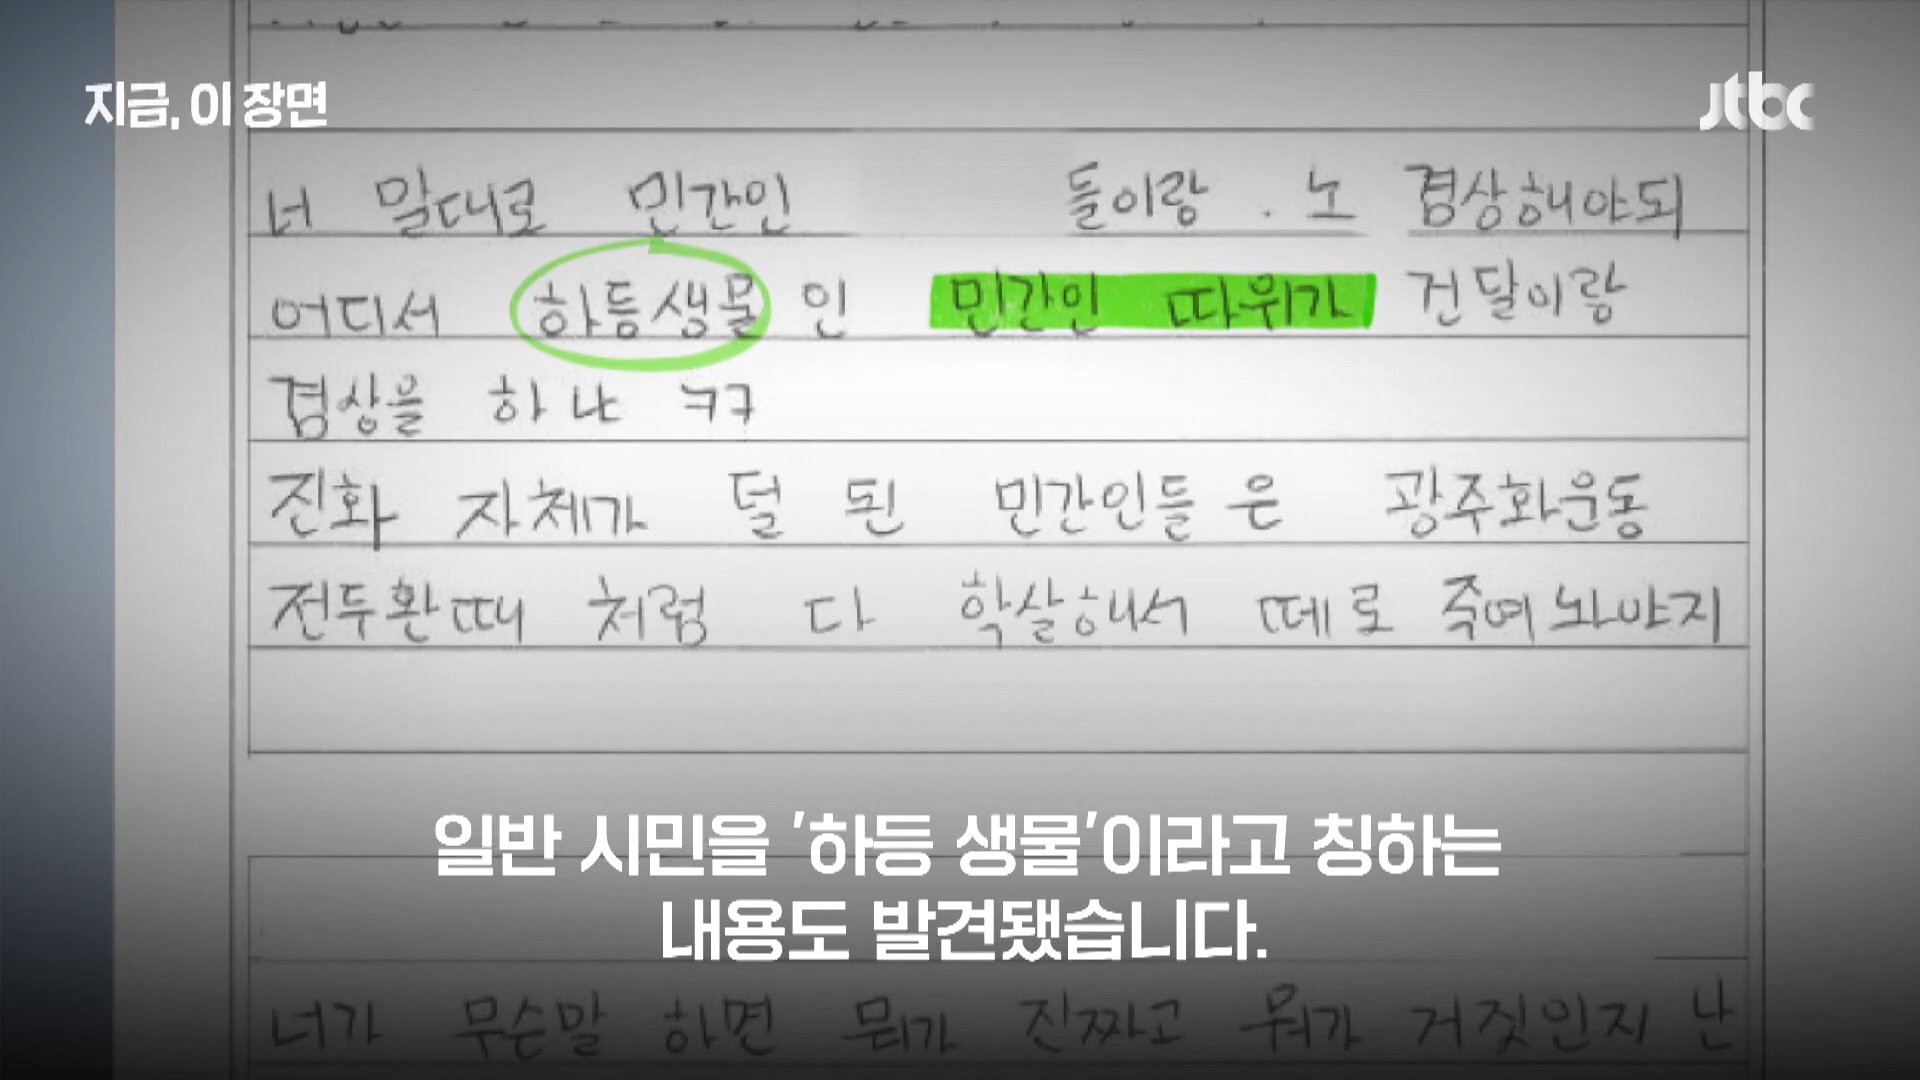 지금, 이 장면
jtbc
너 말대로 민간인 들이랑 . 노 겸상해야되
어디서 하등생물 인 민간인 따위가 건달이랑
겸상을 하냐 ㅋㅋ
진화 자체가 덜 된 민간인들 은 광주화운동
전두환때 처럼 다 학살해서 떼로 죽여놔야지
일반 시민을 '하등 생물'이라고 칭하는
내용도 발견됐습니다.
너가 무슨말 하면 뭐가 진짜고 뭐가 거짓인지 난